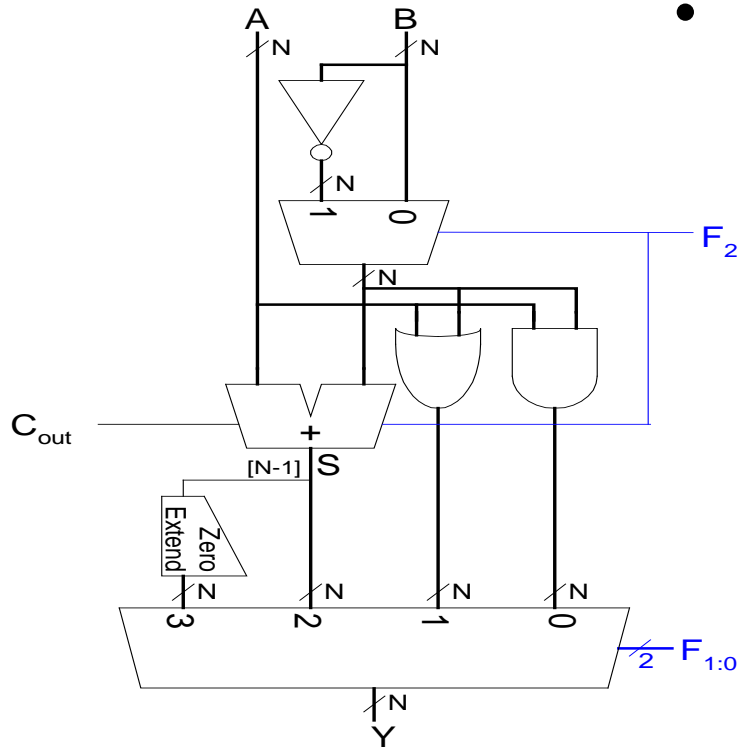 A B
N N
N
1 0
F2
N
Cout
+
[N-1] S
Zero
Extend
N N N N
3 2 1 0
2 F1:0
N
Y